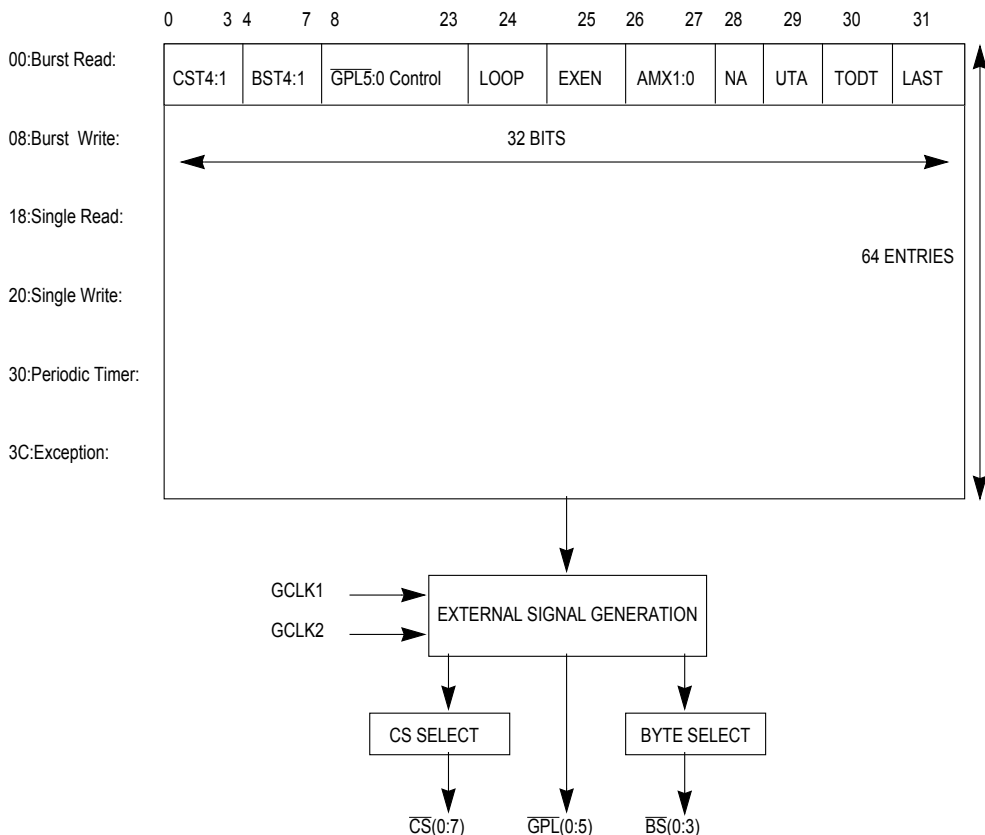 0 3 4 7 8 23 24 25 26 27 28 29 30 31
00:Burst Read:
CST4:1 BST4:1 GPL5:0 Control LOOP EXEN AMX1:0 NA UTA TODT LAST
08:Burst Write:
32 BITS
18:Single Read:
64 ENTRIES
20:Single Write:
30:Periodic Timer:
3C:Exception:
GCLK1
EXTERNAL SIGNAL GENERATION
GCLK2
CS SELECT BYTE SELECT
CS(0:7) GPL(0:5) BS(0:3)